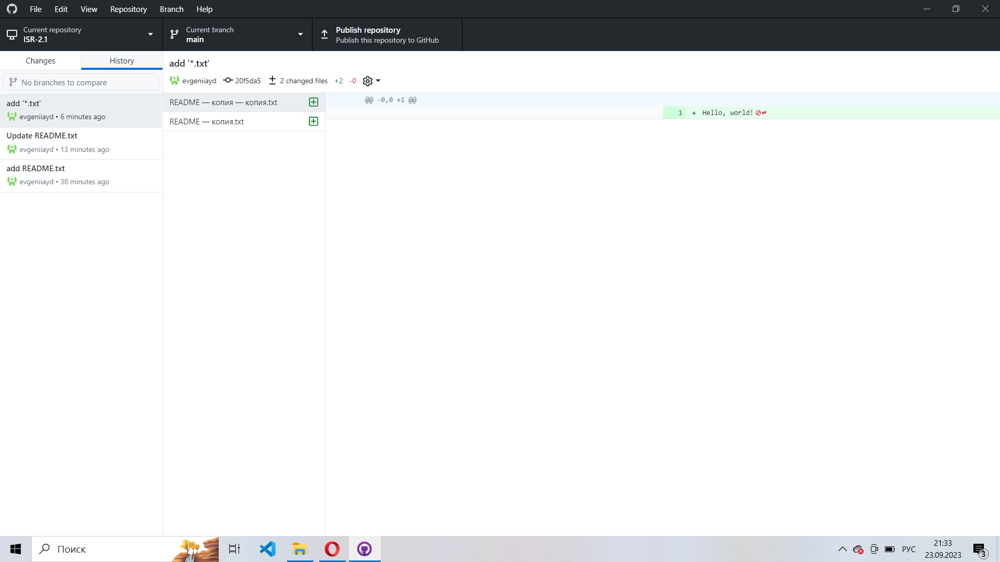 File Edit View Repository Branch Help
Current repository
ISR-2.1
Current branch
main
Publish repository
Publish this repository to GitHub
Changes History
No branches to compare
add '*.txt'
evgeniiayd • 6 minutes ago
Update README.txt
evgeniiayd • 13 minutes ago
add README.txt
evgeniiayd • 38 minutes ago
add '*.txt'
evgeniiayd 20f5da5 2 changed files +2 -0
README — копия — копия.txt
README — копия.txt
@@ -0,0 +1 @@
1 + Hello, world!
Поиск
РУС
21:33
23.09.2023
3